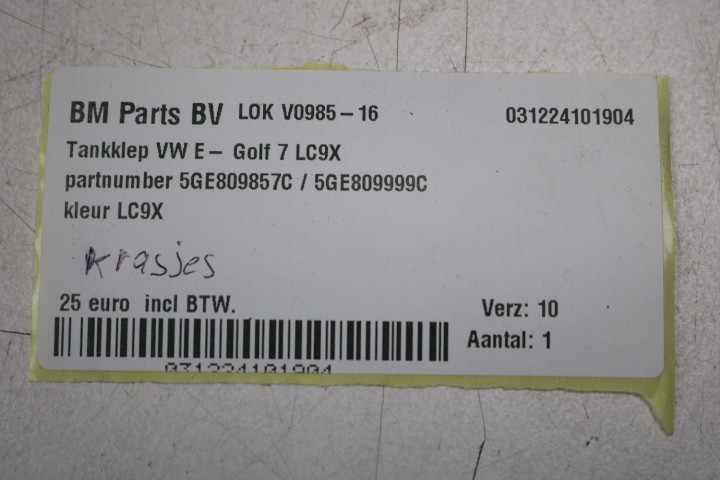 BM Parts BV LOK V0985-16 031224101904
Tankklep VW E- Golf 7 LC9X
partnumber 5GE809857C / 5GE809999C
kleur LC9X
krasjes
25 euro incl BTW. Verz: 10
Aantal: 1
031224101904